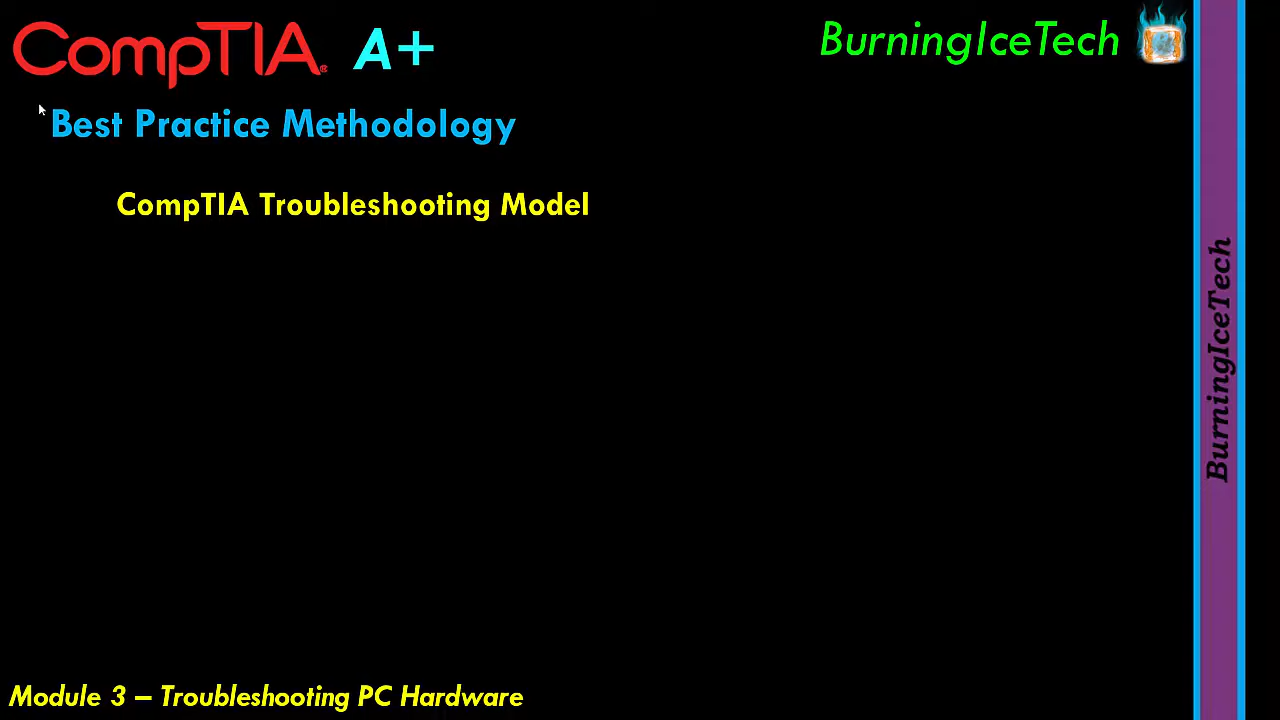 CompTIA® A+
BurningIceTech
Best Practice Methodology
CompTIA Troubleshooting Model
BurningIceTech
Module 3 – Troubleshooting PC Hardware